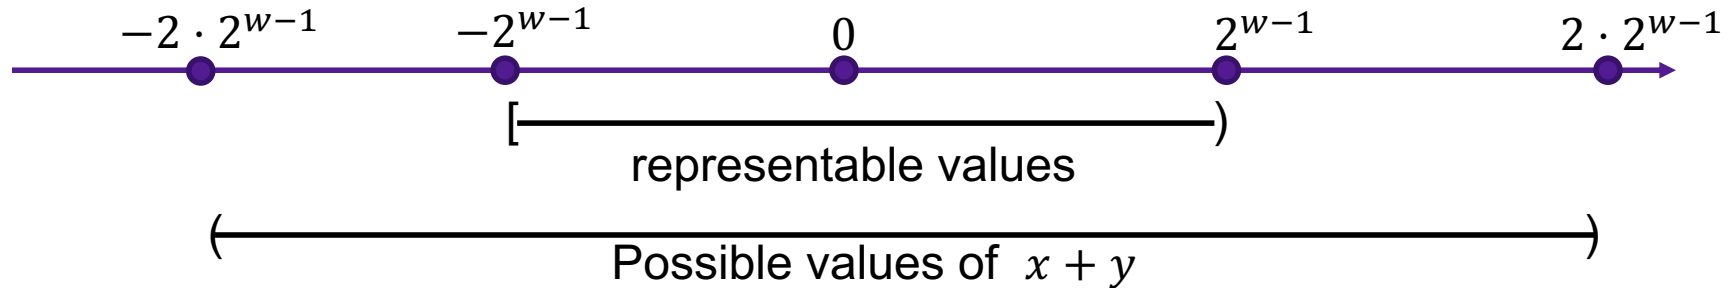 −2 · 2^{w−1} −2^{w−1} 0 2^{w−1} 2 · 2^{w−1}
[ )
representable values
( )
Possible values of x + y